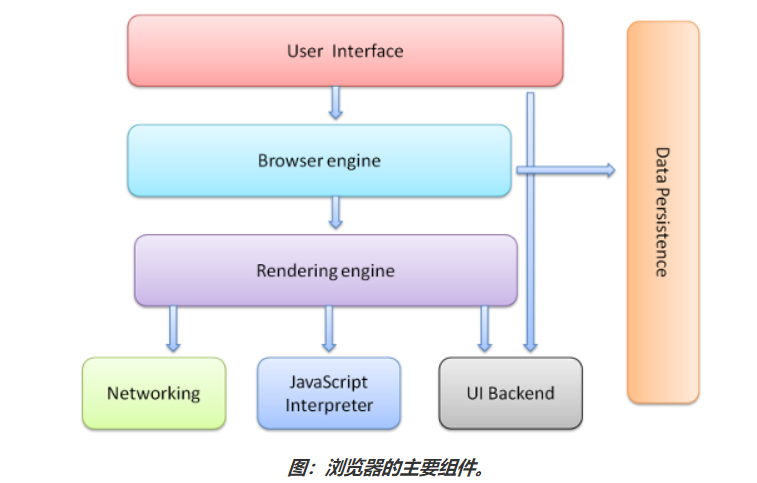 User Interface
Browser engine
Rendering engine
Networking
JavaScript
Interpreter
UI Backend
Data Persistence
图：浏览器的主要组件。